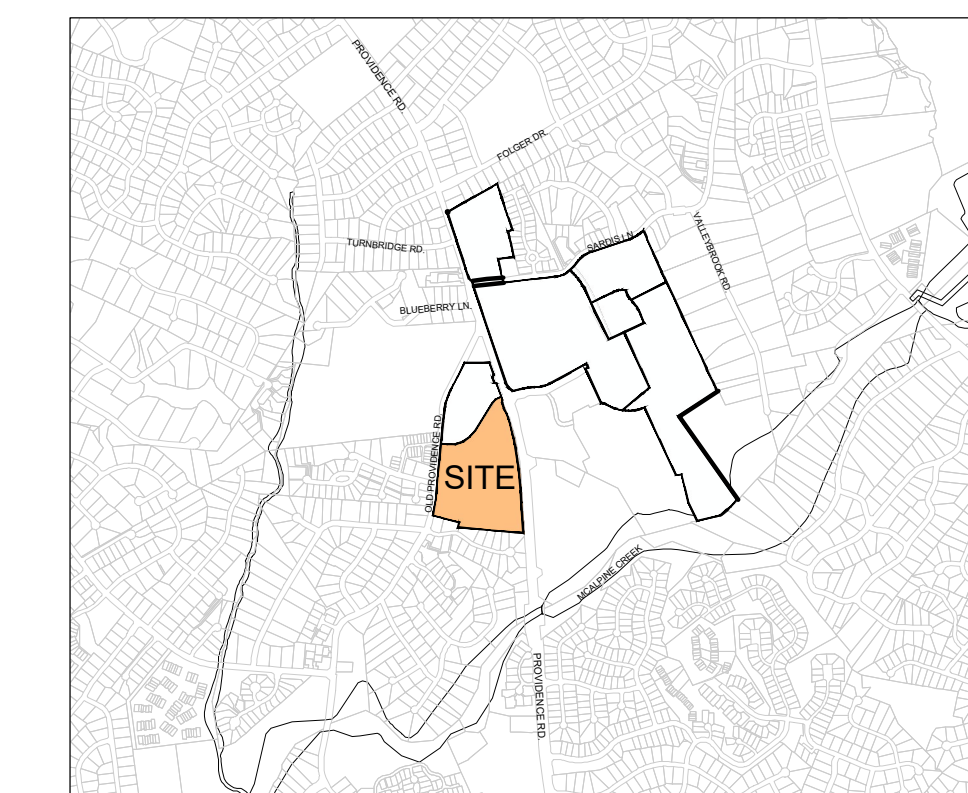 PROVIDENCE RD.
FOLGER DR.
TURNBRIDGE RD.
SARDIS LN.
VALLEYBROOK RD
BLUEBERRY LN.
OLD PROVIDENCE RD.
SITE
MCALPINE CREEK
PROVIDENCE RD.